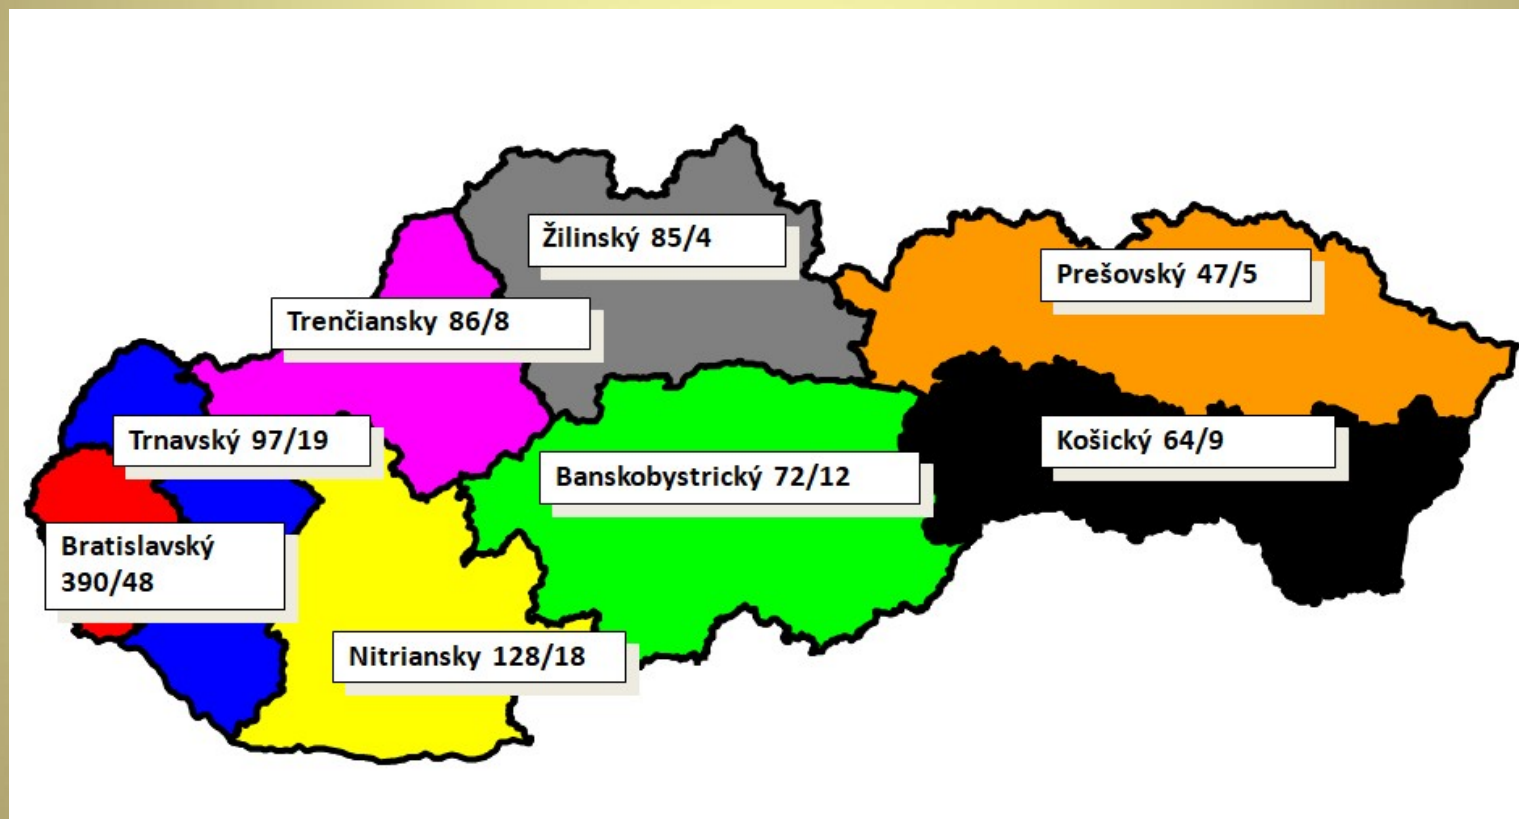 Žilinský 85/4
Prešovský 47/5
Trenčiansky 86/8
Trnavský 97/19
Košický 64/9
Banskobystrický 72/12
Bratislavský
390/48
Nitriansky 128/18